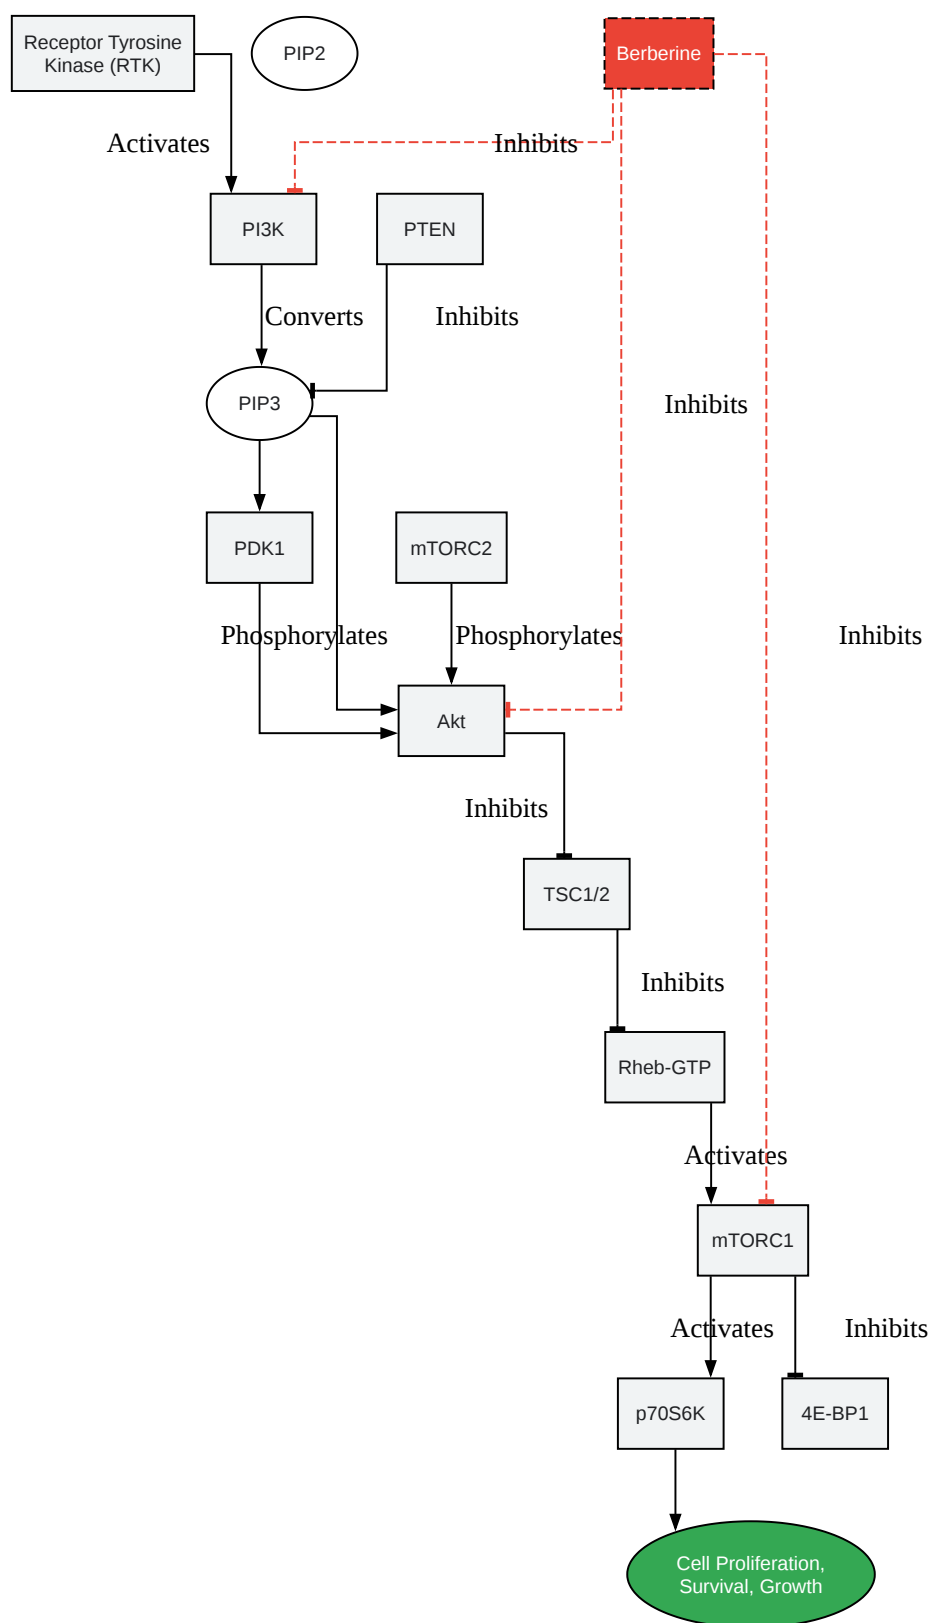 Receptor Tyrosine
Kinase (RTK)
PIP2
Berberine
Activates
Inhibits
PI3K
PTEN
Converts
Inhibits
PIP3
Inhibits
PDK1
mTORC2
Phosphorylates
Phosphorylates
Inhibits
Akt
Inhibits
TSC1/2
Inhibits
Rheb-GTP
Activates
mTORC1
Activates
Inhibits
p70S6K
4E-BP1
Cell Proliferation,
Survival, Growth